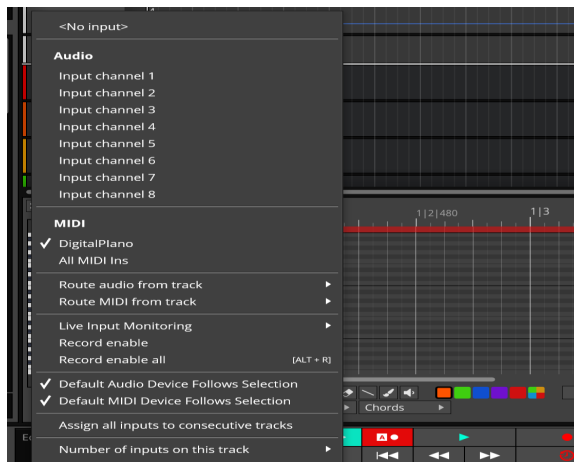 <No input>
Audio
Input channel 1
Input channel 2
Input channel 3
Input channel 4
Input channel 5
Input channel 6
Input channel 7
Input channel 8
MIDI
DigitalPIano
All MIDI Ins
Route audio from track
Route MIDI from track
Live Input Monitoring
Record enable
Record enable all [ALT + R]
Default Audio Device Follows Selection
Default MIDI Device Follows Selection
Assign all inputs to consecutive tracks
Number of inputs on this track
1|2|480
1|3
Chords
A